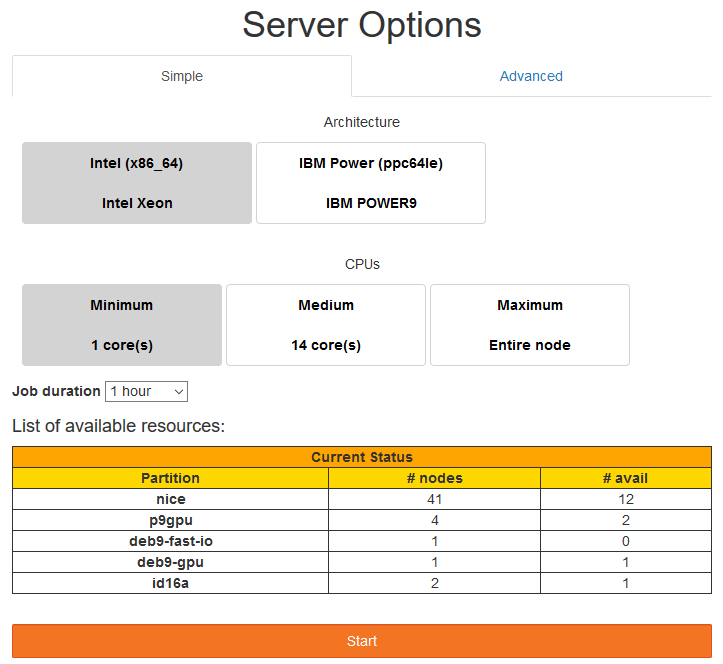 Server Options
Simple Advanced
Architecture
Intel (x86_64) IBM Power (ppc64le)
Intel Xeon IBM POWER9
CPUs
Minimum Medium Maximum
1 core(s) 14 core(s) Entire node
Job duration 1 hour
List of available resources:
Current Status
Partition # nodes # avail
nice 41 12
p9gpu 4 2
deb9-fast-io 1 0
deb9-gpu 1 1
id16a 2 1
Start